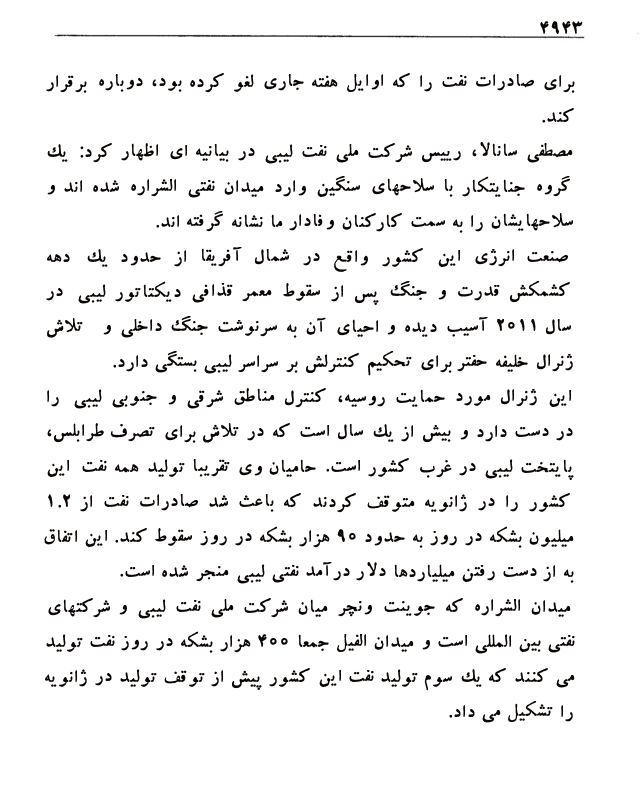 ۴۹۴۳
برای صادرات نفت را که اوایل هفته جاری لغو کرده بود، دوباره برقرار
کند.
مصطفی سانالا، رییس شرکت ملی نفت لیبی در بیانیه ای اظهار کرد: یك
گروه جنایتکار با سلاحهای سنگین وارد میدان نفتی الشراره شده اند و
سلاحهایشان را به سمت کارکنان وفادار ما نشانه گرفته اند.
صنعت انرژی این کشور واقع در شمال آفریقا از حدود یك دهه
کشمکش قدرت و جنگ پس از سقوط معمر قذافی دیکتاتور لیبی در
سال ۲۰۱۱ آسیب دیده و احیای آن به سرنوشت جنگ داخلی و تلاش
ژنرال خلیفه حفتر برای تحکیم کنترلش بر سراسر لیبی بستگی دارد.
این ژنرال مورد حمایت روسیه، کنترل مناطق شرقی و جنوبی لیبی را
در دست دارد و بیش از یك سال است که در تلاش برای تصرف طرابلس،
پایتخت لیبی در غرب کشور است. حامیان وی تقریبا تولید همه نفت این
کشور را در ژانویه متوقف کردند که باعث شد صادرات نفت از ۱.۲
میلیون بشکه در روز به حدود ۹۰ هزار بشکه در روز سقوط کند. این اتفاق
به از دست رفتن میلیاردها دلار درآمد نفتی لیبی منجر شده است.
میدان الشراره که جوینت ونچر میان شرکت ملی نفت لیبی و شرکتهای
نفتی بین المللی است و میدان الفیل جمعا ۴۰۰ هزار بشکه در روز نفت تولید
می کنند که یك سوم تولید نفت این کشور پیش از توقف تولید در ژانویه
را تشکیل می داد.